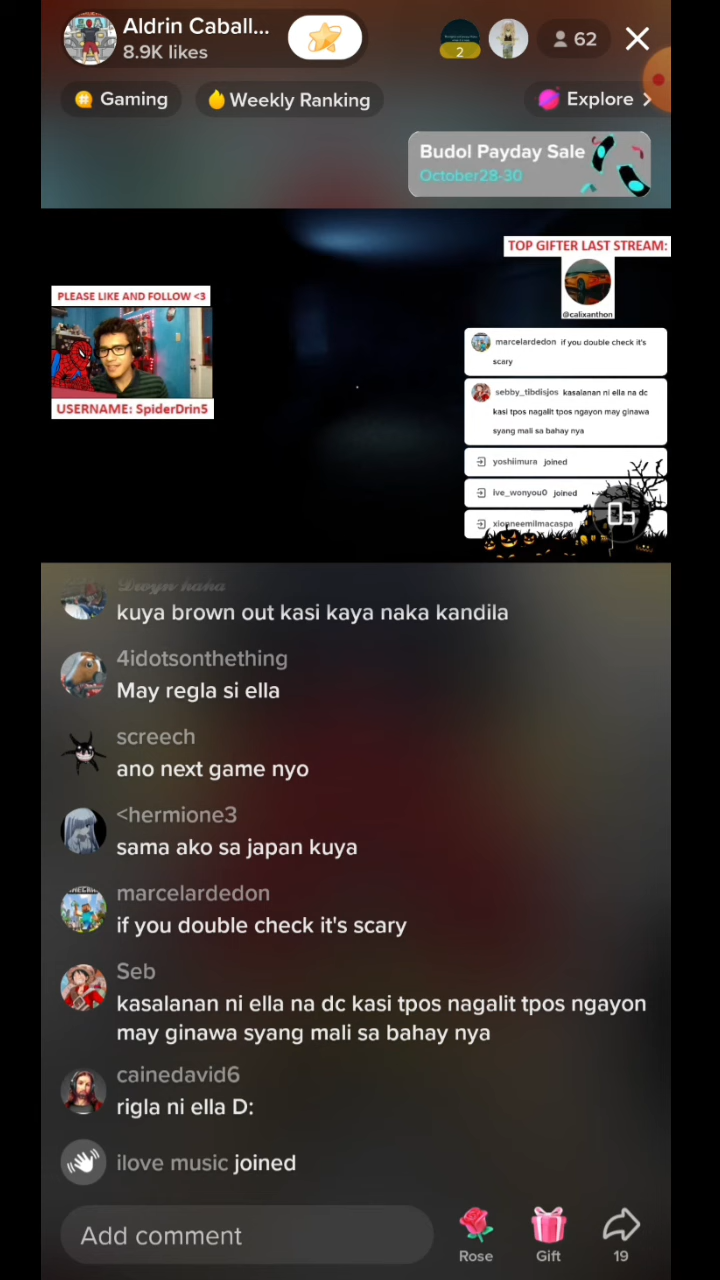 Aldrin Caball...
8.9K likes
2
62
Gaming
Weekly Ranking
Explore
Budol Payday Sale
October28-30
TOP GIFTER LAST STREAM:
@calixanthon
PLEASE LIKE AND FOLLOW <3
USERNAME: SpiderDrin5
marcelardedon if you double check it's
scary
sebby_tibdisjos kasalanan ni ella na dc
kasi tpos nagalit tpos ngayon may ginawa
syang mali sa bahay nya
yoshiimura joined
ive_wonyou0 joined
xionneemilmacaspa
𝒟𝓇𝑜𝓎𝓃 𝒽𝒶𝒽𝒶
kuya brown out kasi kaya naka kandila
4idotsonthething
May regla si ella
screech
ano next game nyo
<hermione3
sama ako sa japan kuya
marcelardedon
if you double check it's scary
Seb
kasalanan ni ella na dc kasi tpos nagalit tpos ngayon
may ginawa syang mali sa bahay nya
cainedavid6
rigla ni ella D:
ilove music joined
Add comment
Rose
Gift
19